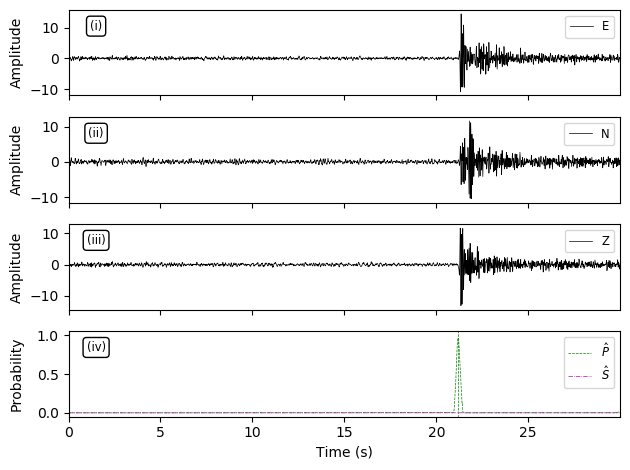 (i)
E
Amplitude
10
0
−10
(ii)
N
Amplitude
10
0
−10
(iii)
Z
Amplitude
10
0
−10
(iv)
P̂
Ŝ
Probability
1.0
0.5
0.0
0 5 10 15 20 25
Time (s)